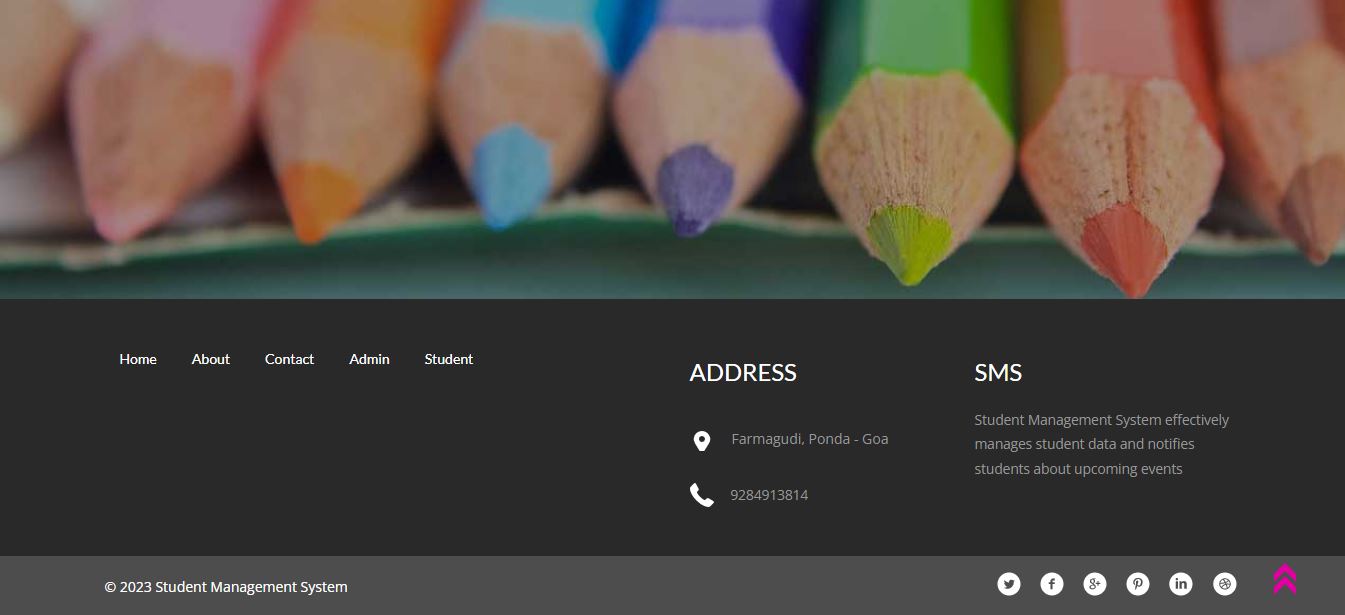 Home About Contact Admin Student
ADDRESS
Farmagudi, Ponda - Goa
9284913814
SMS
Student Management System effectively
manages student data and notifies
students about upcoming events
© 2023 Student Management System